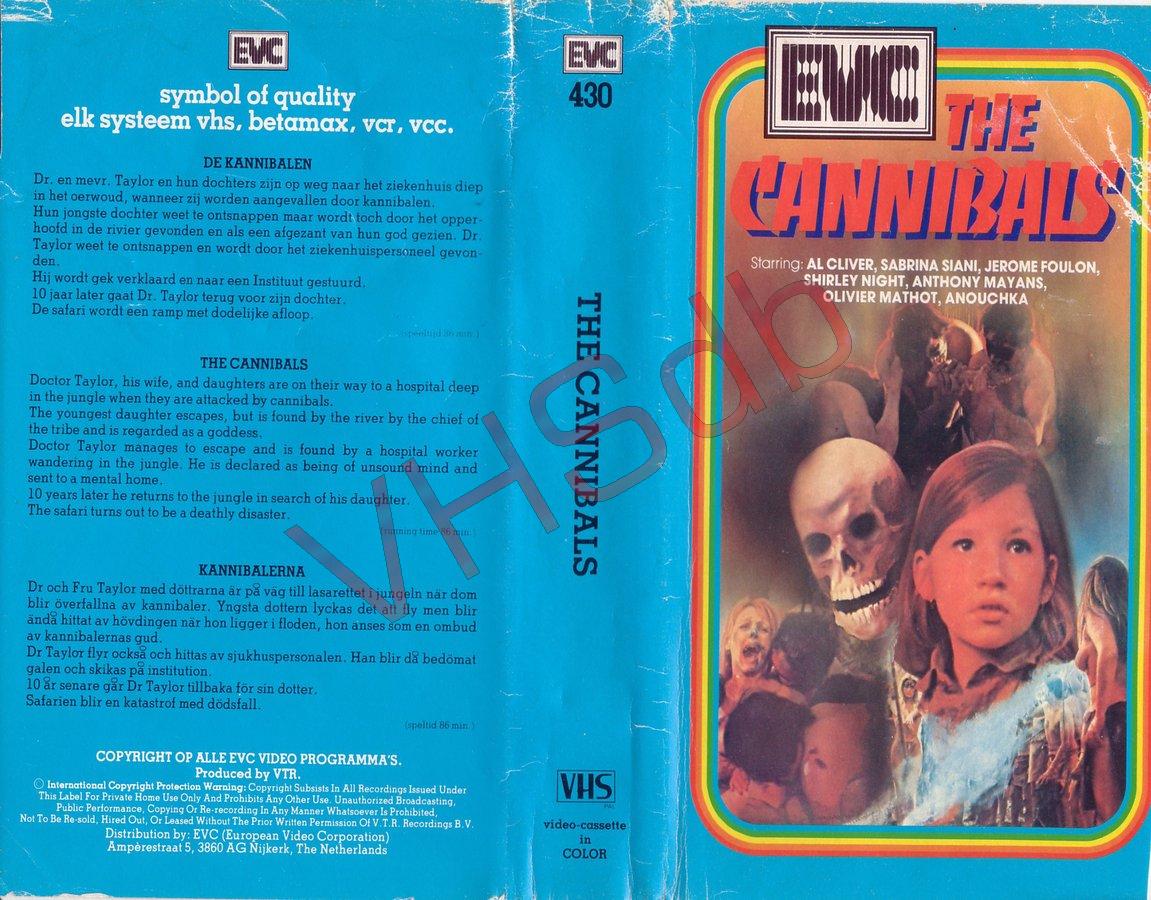 EVC
symbol of quality
elk systeem vhs, betamax, vcr, vcc.
DE KANNIBALEN
Dr. en mevr. Taylor en hun dochters zijn op weg naar het ziekenhuis diep
in het oerwoud, wanneer zij worden aangevallen door kannibalen.
Hun jongste dochter weet te ontsnappen maar wordt toch door het opper-
hoofd in de rivier gevonden en als een afgezant van hun god gezien. Dr.
Taylor weet te ontsnappen en wordt door het ziekenhuispersoneel gevon-
den.
Hij wordt gek verklaard en naar een Instituut gestuurd.
10 jaar later gaat Dr. Taylor terug voor zijn dochter.
De safari wordt een ramp met dodelijke afloop.
(speeltijd 86 min.)
THE CANNIBALS
Doctor Taylor, his wife, and daughters are on their way to a hospital deep
in the jungle when they are attacked by cannibals.
The youngest daughter escapes, but is found by the river by the chief of
the tribe and is regarded as a goddess.
Doctor Taylor manages to escape and is found by a hospital worker
wandering in the jungle. He is declared as being of unsound mind and
sent to a mental home.
10 years later he returns to the jungle in search of his daughter.
The safari turns out to be a deathly disaster.
(running time 86 min.)
KANNIBALERNA
Dr och Fru Taylor med döttrarna är på väg till lasarettet i jungeln när dom
blir överfallna av kannibaler. Yngsta dottern lyckas det att fly men blir
ändå hittat av hövdingen när hon ligger i floden, hon anses som en ombud
av kannibalernas gud.
Dr Taylor flyr också och hittas av sjukhuspersonalen. Han blir då bedömat
galen och skikas på institution.
10 år senare går Dr Taylor tillbaka för sin dotter.
Safarien blir en katastrof med dödsfall.
(speltid 86 min.)
COPYRIGHT OP ALLE EVC VIDEO PROGRAMMA'S.
Produced by VTR.
© International Copyright Protection Warning: Copyright Subsists In All Recordings Issued Under
This Label For Private Home Use Only And Prohibits Any Other Use. Unauthorized Broadcasting,
Public Performance, Copying Or Re-recording In Any Manner Whatsoever Is Prohibited,
Not To Be Re-sold, Hired Out, Or Leased Without The Prior Written Permission Of V.T.R. Recordings B.V.
Distribution by: EVC (European Video Corporation)
Ampèrestraat 5, 3860 AG Nijkerk, The Netherlands
EVC
430
THE CANNIBALS
VHS
PAL
video-cassette
in
COLOR
EVC
THE
CANNIBALS
Starring: AL CLIVER, SABRINA SIANI, JEROME FOULON,
SHIRLEY NIGHT, ANTHONY MAYANS,
OLIVIER MATHOT, ANOUCHKA
VHSdb